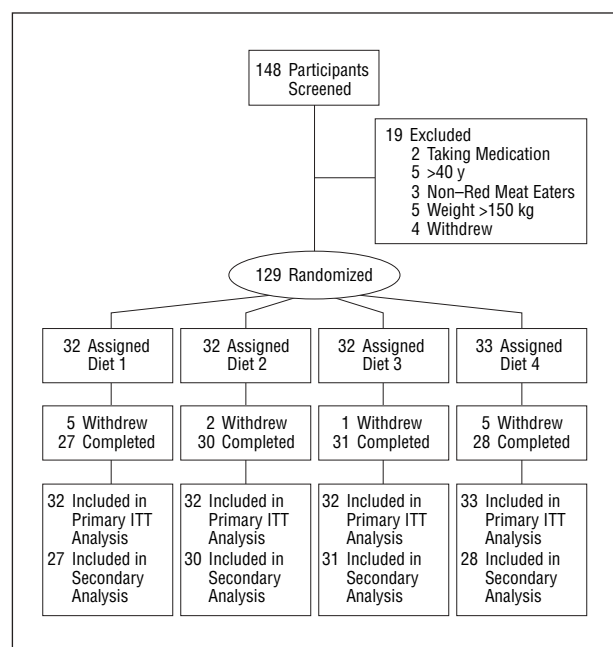 148 Participants
Screened
19 Excluded
2 Taking Medication
5 >40 y
3 Non–Red Meat Eaters
5 Weight >150 kg
4 Withdrew
129 Randomized
32 Assigned
Diet 1
32 Assigned
Diet 2
32 Assigned
Diet 3
33 Assigned
Diet 4
5 Withdrew
27 Completed
2 Withdrew
30 Completed
1 Withdrew
31 Completed
5 Withdrew
28 Completed
32 Included in
Primary ITT
Analysis
27 Included in
Secondary
Analysis
32 Included in
Primary ITT
Analysis
30 Included in
Secondary
Analysis
32 Included in
Primary ITT
Analysis
31 Included in
Secondary
Analysis
33 Included in
Primary ITT
Analysis
28 Included in
Secondary
Analysis